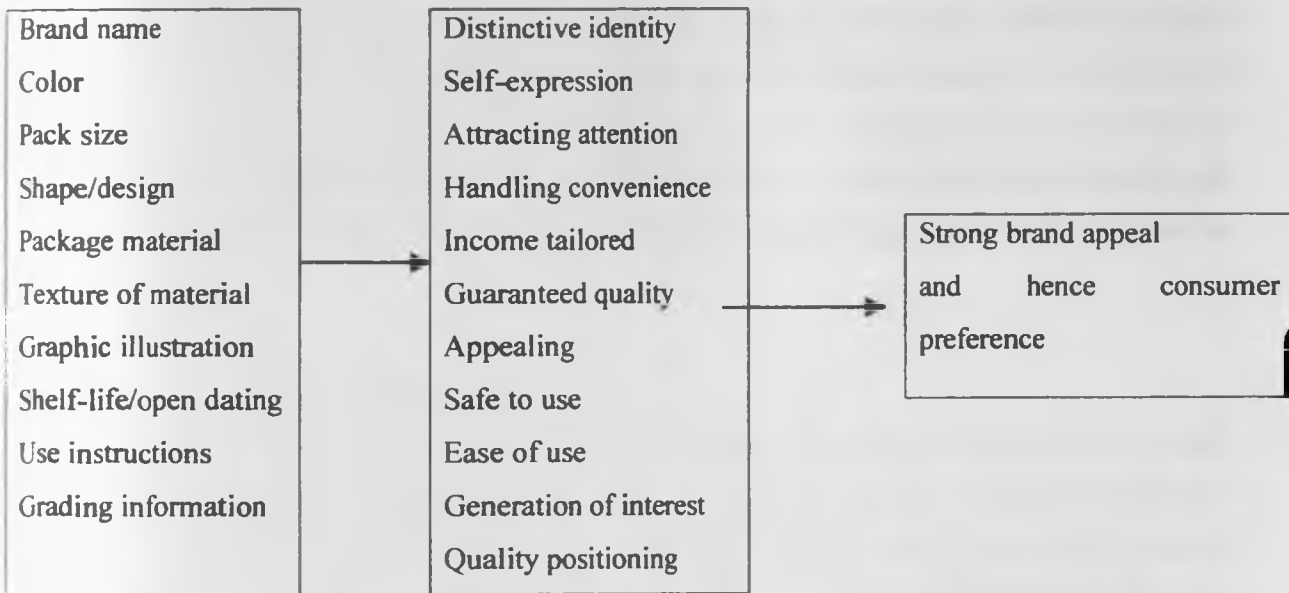 Brand name
Color
Pack size
Shape/design
Package material
Texture of material
Graphic illustration
Shelf-life/open dating
Use instructions
Grading information
Distinctive identity
Self-expression
Attracting attention
Handling convenience
Income tailored
Guaranteed quality
Appealing
Safe to use
Ease of use
Generation of interest
Quality positioning
Strong brand appeal
and hence consumer
preference